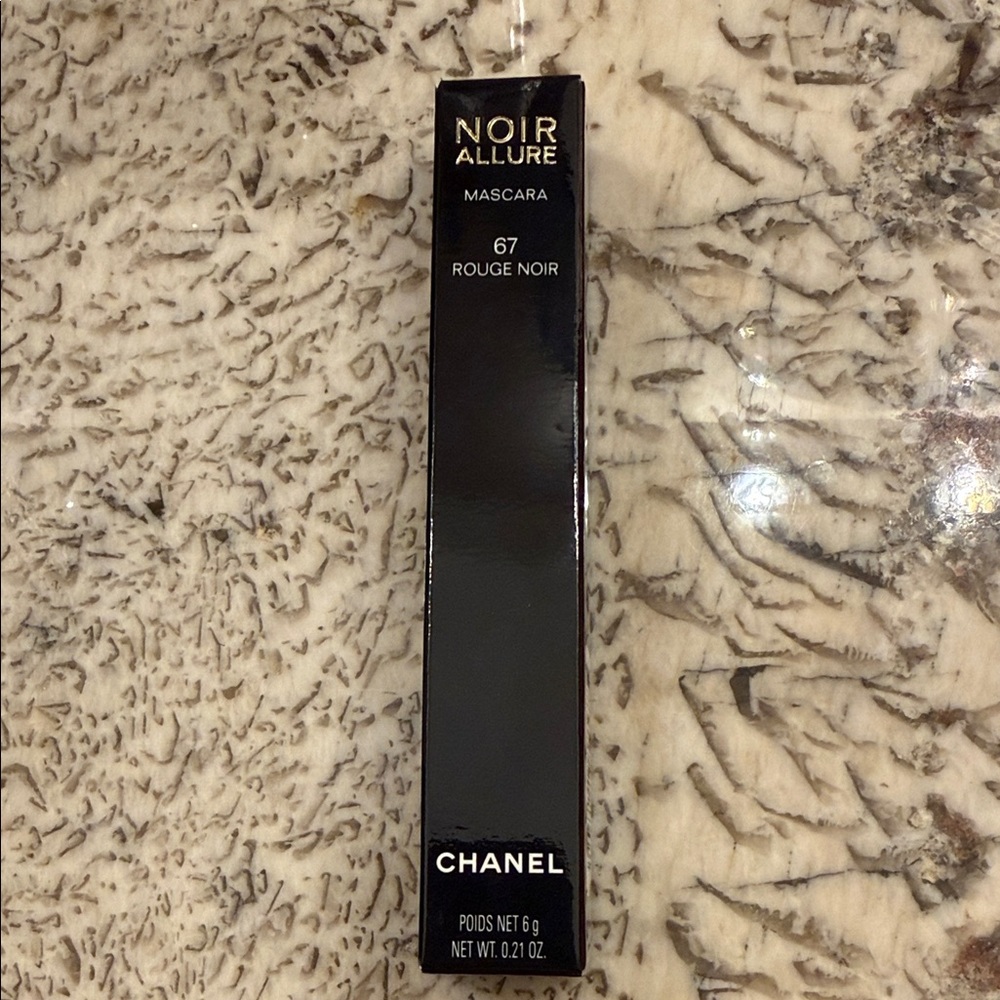 NOIR
ALLURE
MASCARA
67
ROUGE NOIR
CHANEL
POIDS NET 6 g
NET WT. 0.21 OZ.